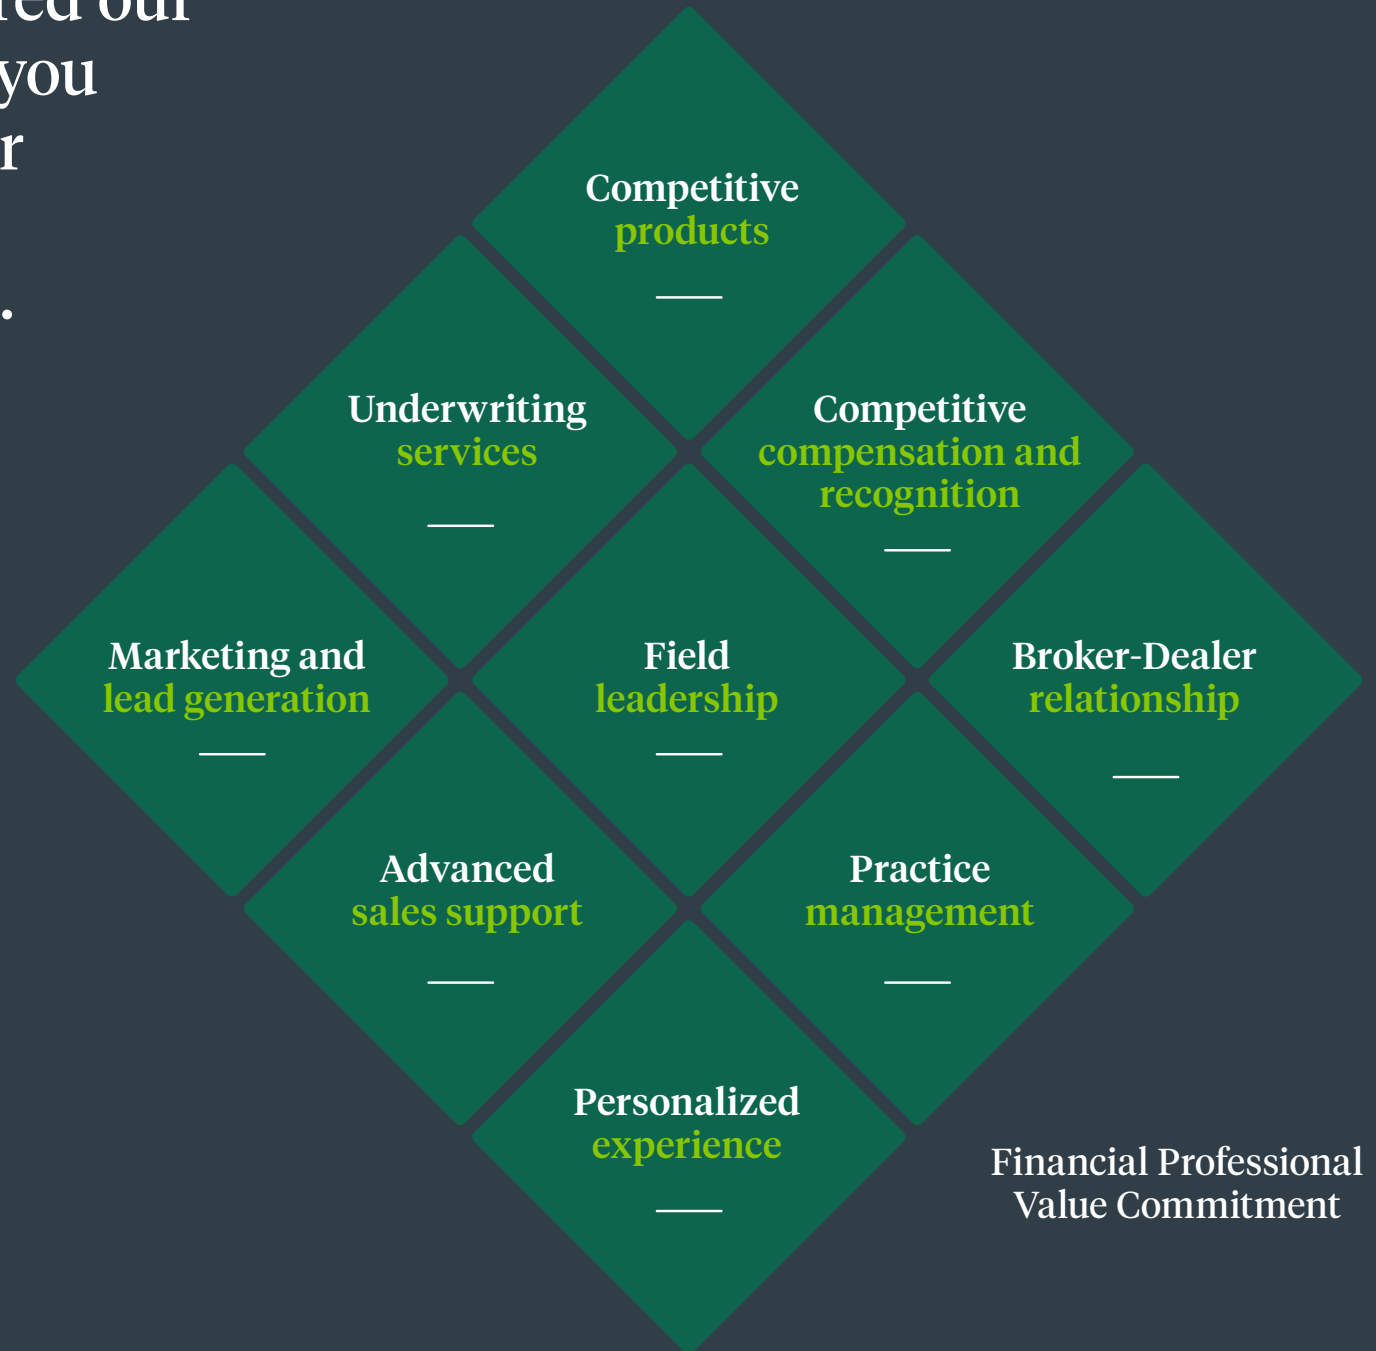 our
you
.
Competitive
products
Underwriting
services
Competitive
compensation and
recognition
Marketing and
lead generation
Field
leadership
Broker-Dealer
relationship
Advanced
sales support
Practice
management
Personalized
experience
Financial Professional
Value Commitment